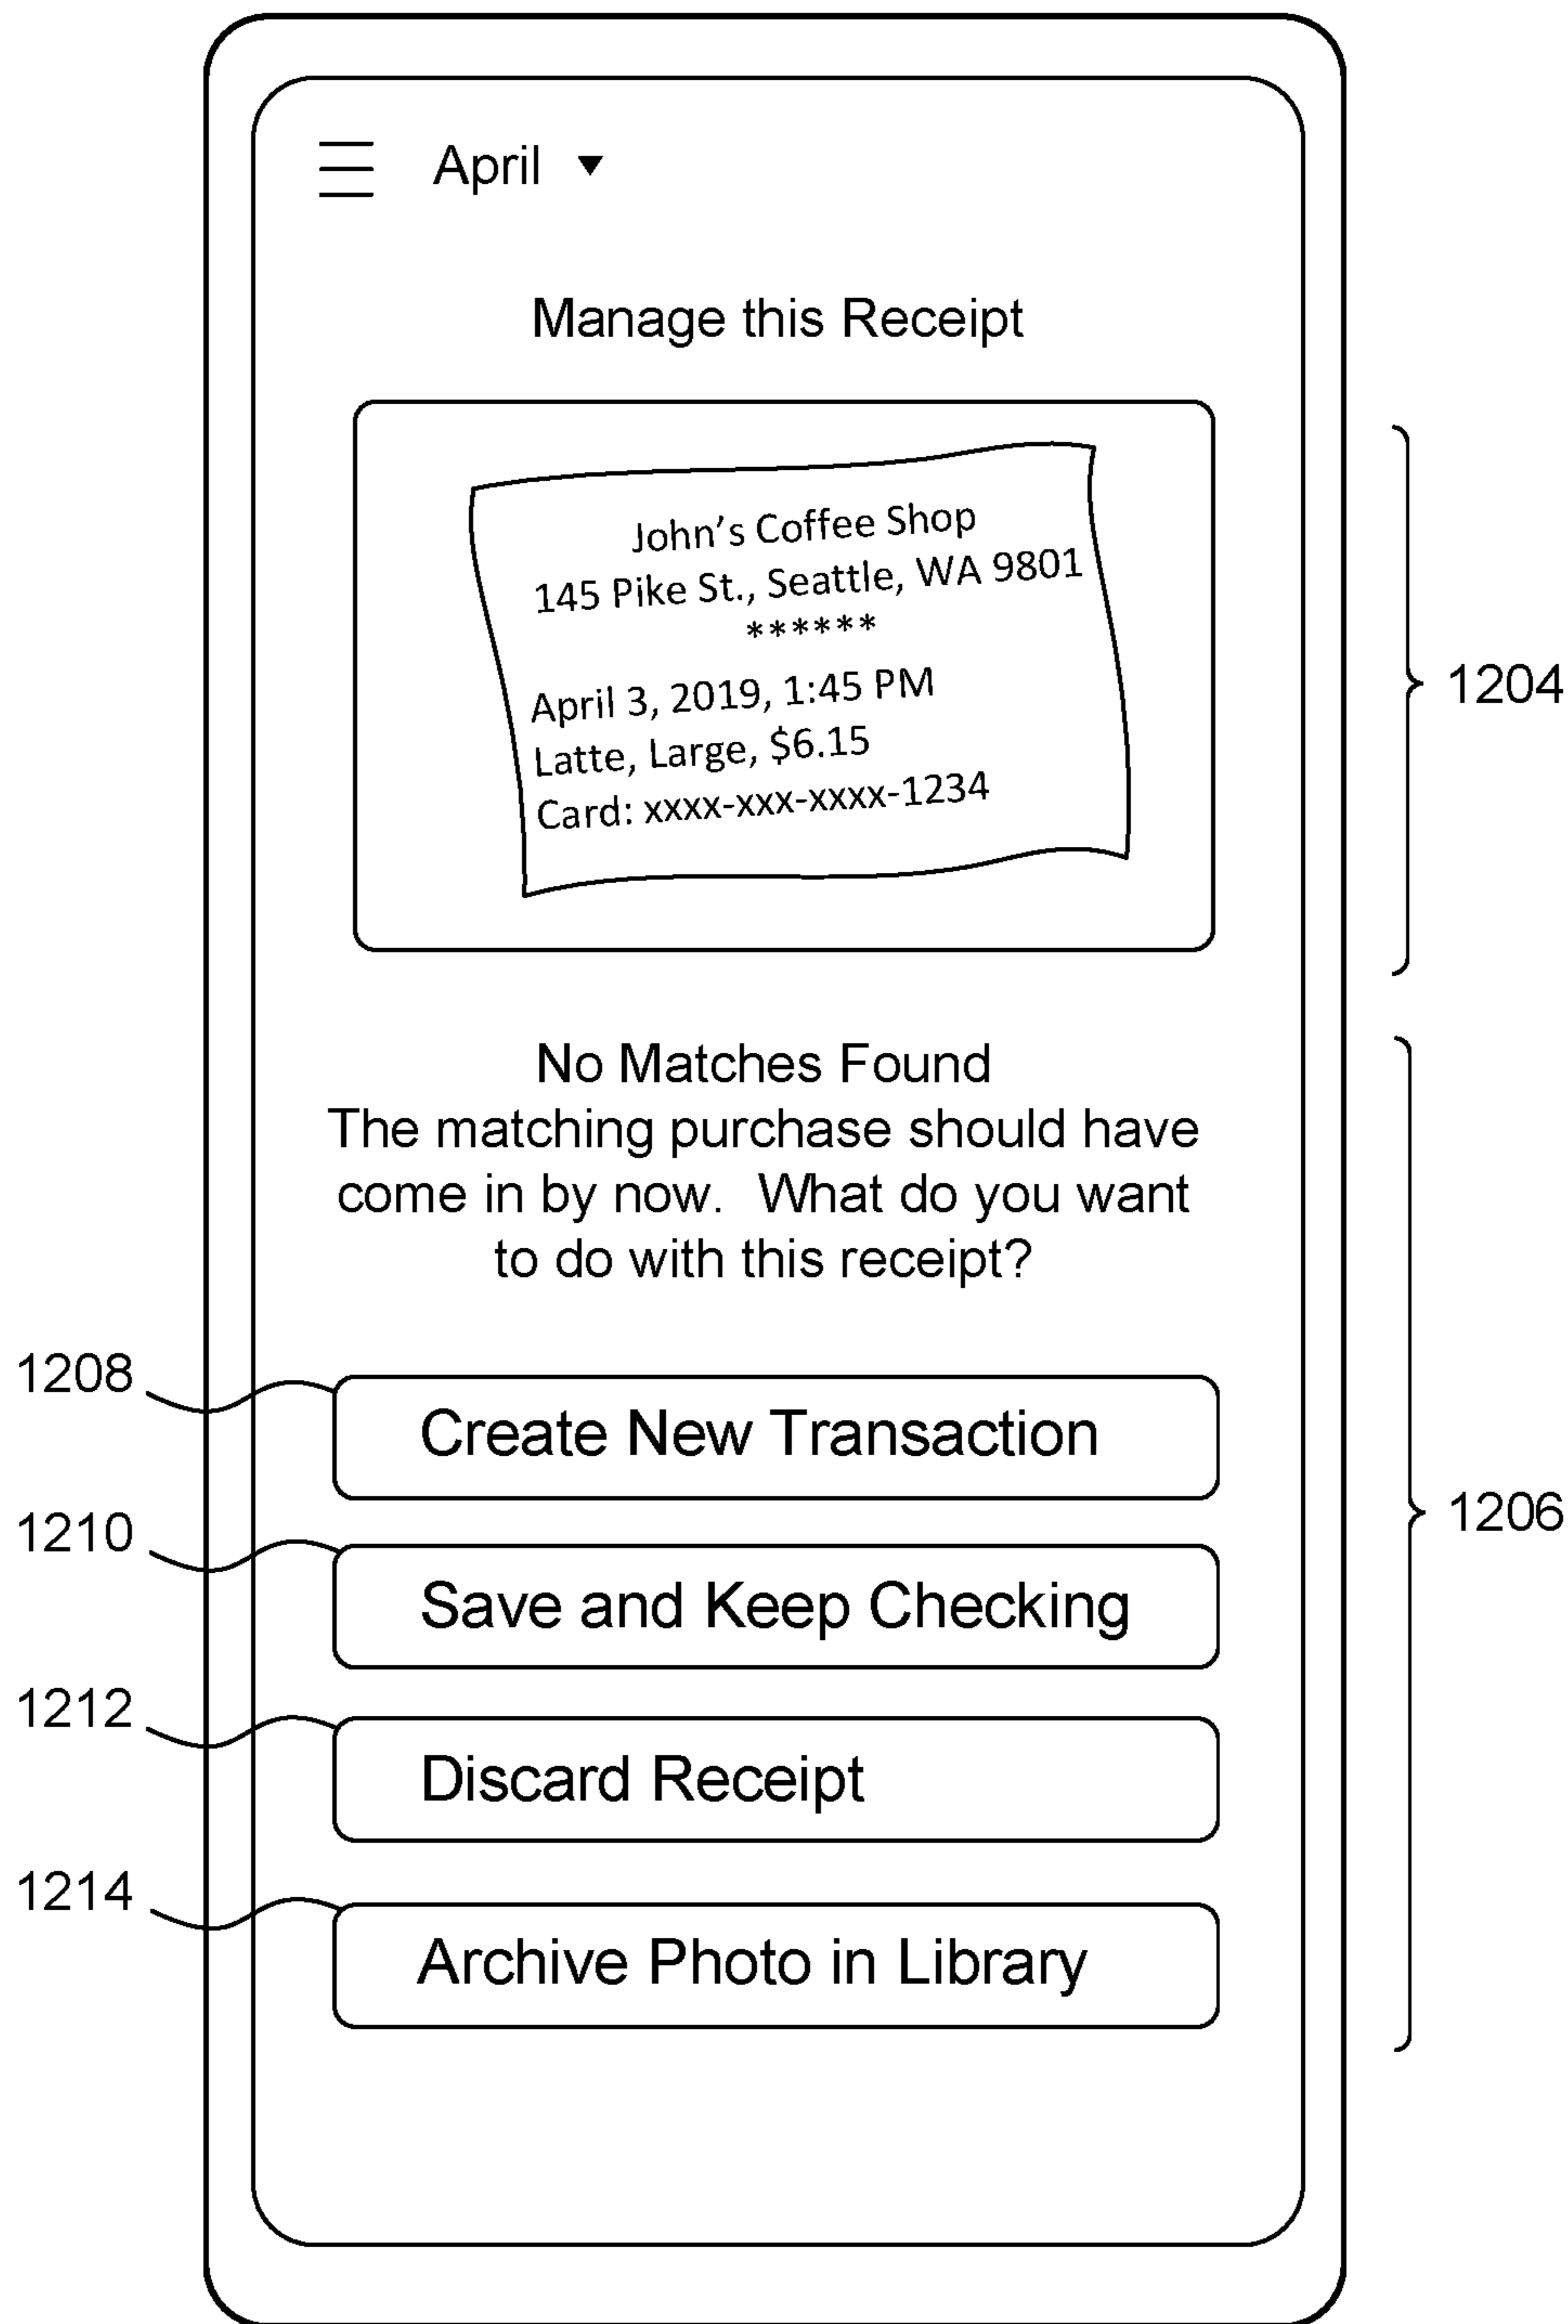 April
Manage this Receipt
John's Coffee Shop
145 Pike St., Seattle, WA 9801
******
April 3, 2019, 1:45 PM
Latte, Large, $6.15
Card: xxxx-xxx-xxxx-1234
1204
No Matches Found
The matching purchase should have
come in by now. What do you want
to do with this receipt?
1208
Create New Transaction
1206
1210
Save and Keep Checking
1212
Discard Receipt
1214
Archive Photo in Library